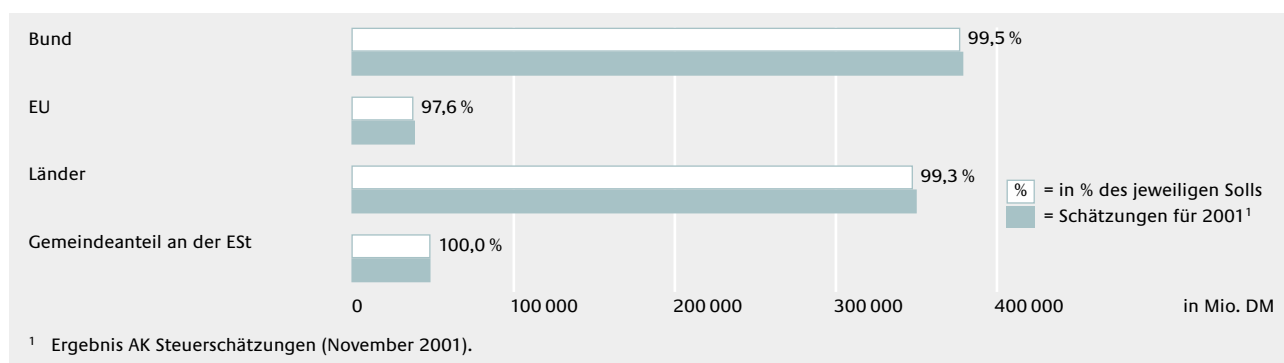 Bund
99,5 %
EU
97,6 %
Länder
99,3 %
% = in % des jeweiligen Solls
= Schätzungen für 2001¹
Gemeindeanteil an der ESt
100,0 %
0 100 000 200 000 300 000 400 000 in Mio. DM
¹ Ergebnis AK Steuerschätzungen (November 2001).